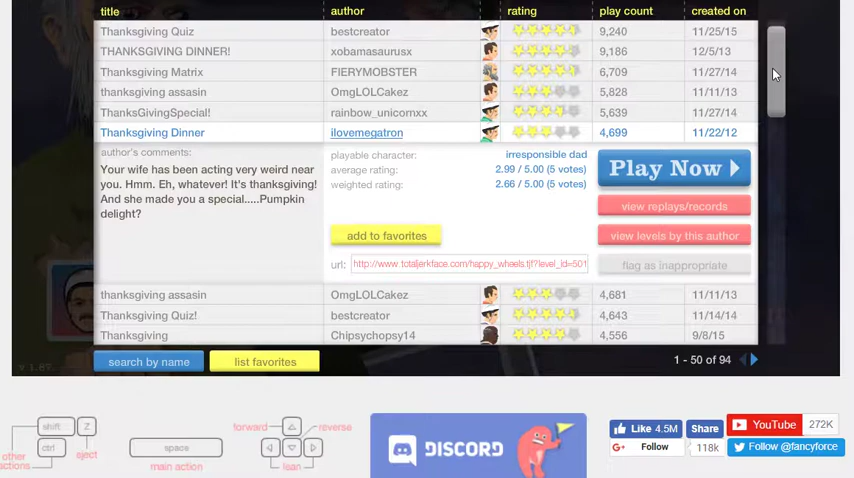 title author rating play count created on
Thanksgiving Quiz bestcreator 9,240 11/25/15
THANKSGIVING DINNER! xobamasaurusx 9,186 12/5/13
Thanksgiving Matrix FIERYMOBSTER 6,709 11/27/14
thanksgiving assasin OmgLOLCakez 5,828 11/11/13
ThanksGivingSpecial! rainbow_unicornxx 5,639 11/27/14
Thanksgiving Dinner ilovemegatron 4,699 11/22/12
author's comments:
Your wife has been acting very weird near
you. Hmm. Eh, whatever! It's thanksgiving!
And she made you a special.....Pumpkin
delight?
playable character: irresponsible dad
average rating: 2.99 / 5.00 (5 votes)
weighted rating: 2.66 / 5.00 (5 votes)
add to favorites
url: http://www.totaljerkface.com/happy_wheels.tjf?level_id=501
Play Now
view replays/records
view levels by this author
flag as inappropriate
thanksgiving assasin OmgLOLCakez 4,681 11/11/13
Thanksgiving Quiz! bestcreator 4,643 11/14/14
Thanksgiving Chipsychopsy14 4,556 9/8/15
search by name list favorites 1 - 50 of 94
V 1.87
shift Z
ctrl eject
other
actions
space
main action
forward reverse
lean
DISCORD
Like 4.5M Share
G+ Follow 118k
YouTube 272K
Follow @fancyforce